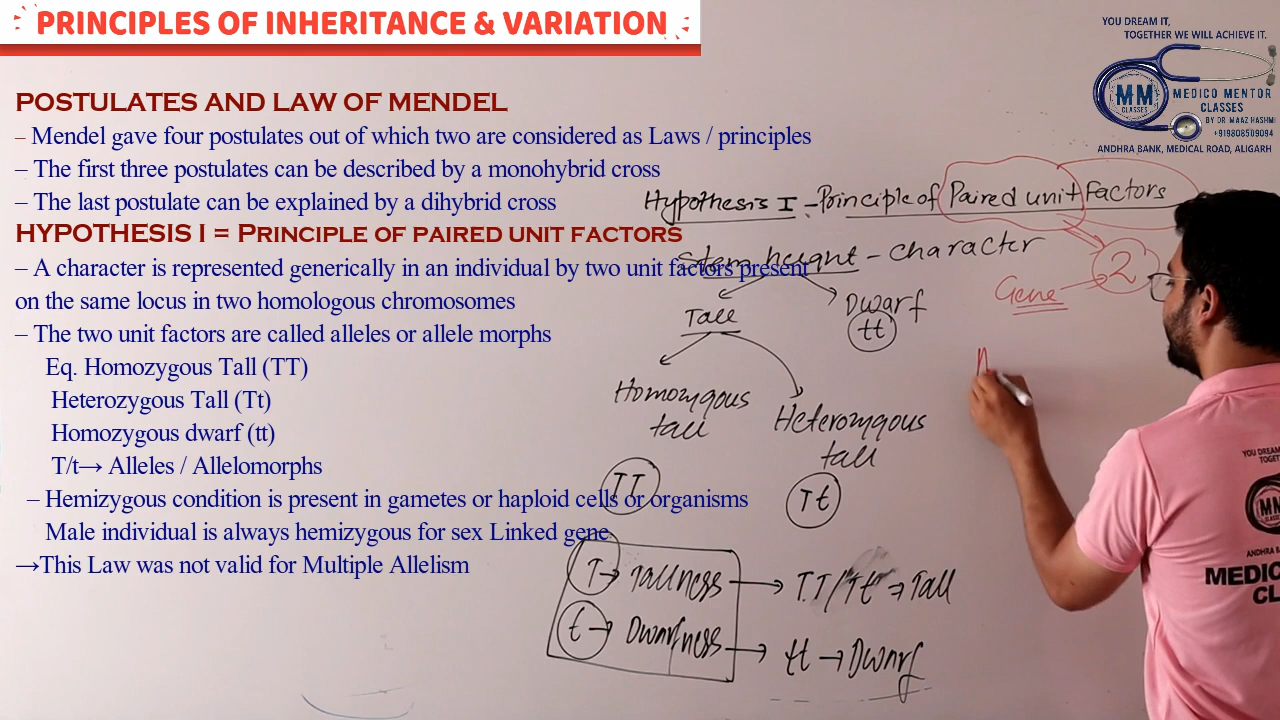 PRINCIPLES OF INHERITANCE & VARIATION
YOU DREAM IT,
TOGETHER WE WILL ACHIEVE IT.
MM
CLASSES
MEDICO MENTOR
CLASSES
BY DR MAAZ HASHMI
+919808509094
ANDHRA BANK, MEDICAL ROAD, ALIGARH
POSTULATES AND LAW OF MENDEL
– Mendel gave four postulates out of which two are considered as Laws / principles
– The first three postulates can be described by a monohybrid cross
– The last postulate can be explained by a dihybrid cross
HYPOTHESIS I = PRINCIPLE OF PAIRED UNIT FACTORS
– A character is represented generically in an individual by two unit factors present
on the same locus in two homologous chromosomes
– The two unit factors are called alleles or allele morphs
Eq. Homozygous Tall (TT)
Heterozygous Tall (Tt)
Homozygous dwarf (tt)
T/t→ Alleles / Allelomorphs
– Hemizygous condition is present in gametes or haploid cells or organisms
Male individual is always hemizygous for sex Linked gene
→This Law was not valid for Multiple Allelism
Hypothesis I - Principle of Paired unit Factors
Stem height - character
2
Gene
Tall
Dwarf
tt
Homozygous
tall
Heterozygous
tall
TT
Tt
T → Tallness → TT/Tt ⇒ Tall
t → Dwarfness → tt → Dwarf
YOU DREAM
TOGET
MM
ANDHRA
MEDIC
CL